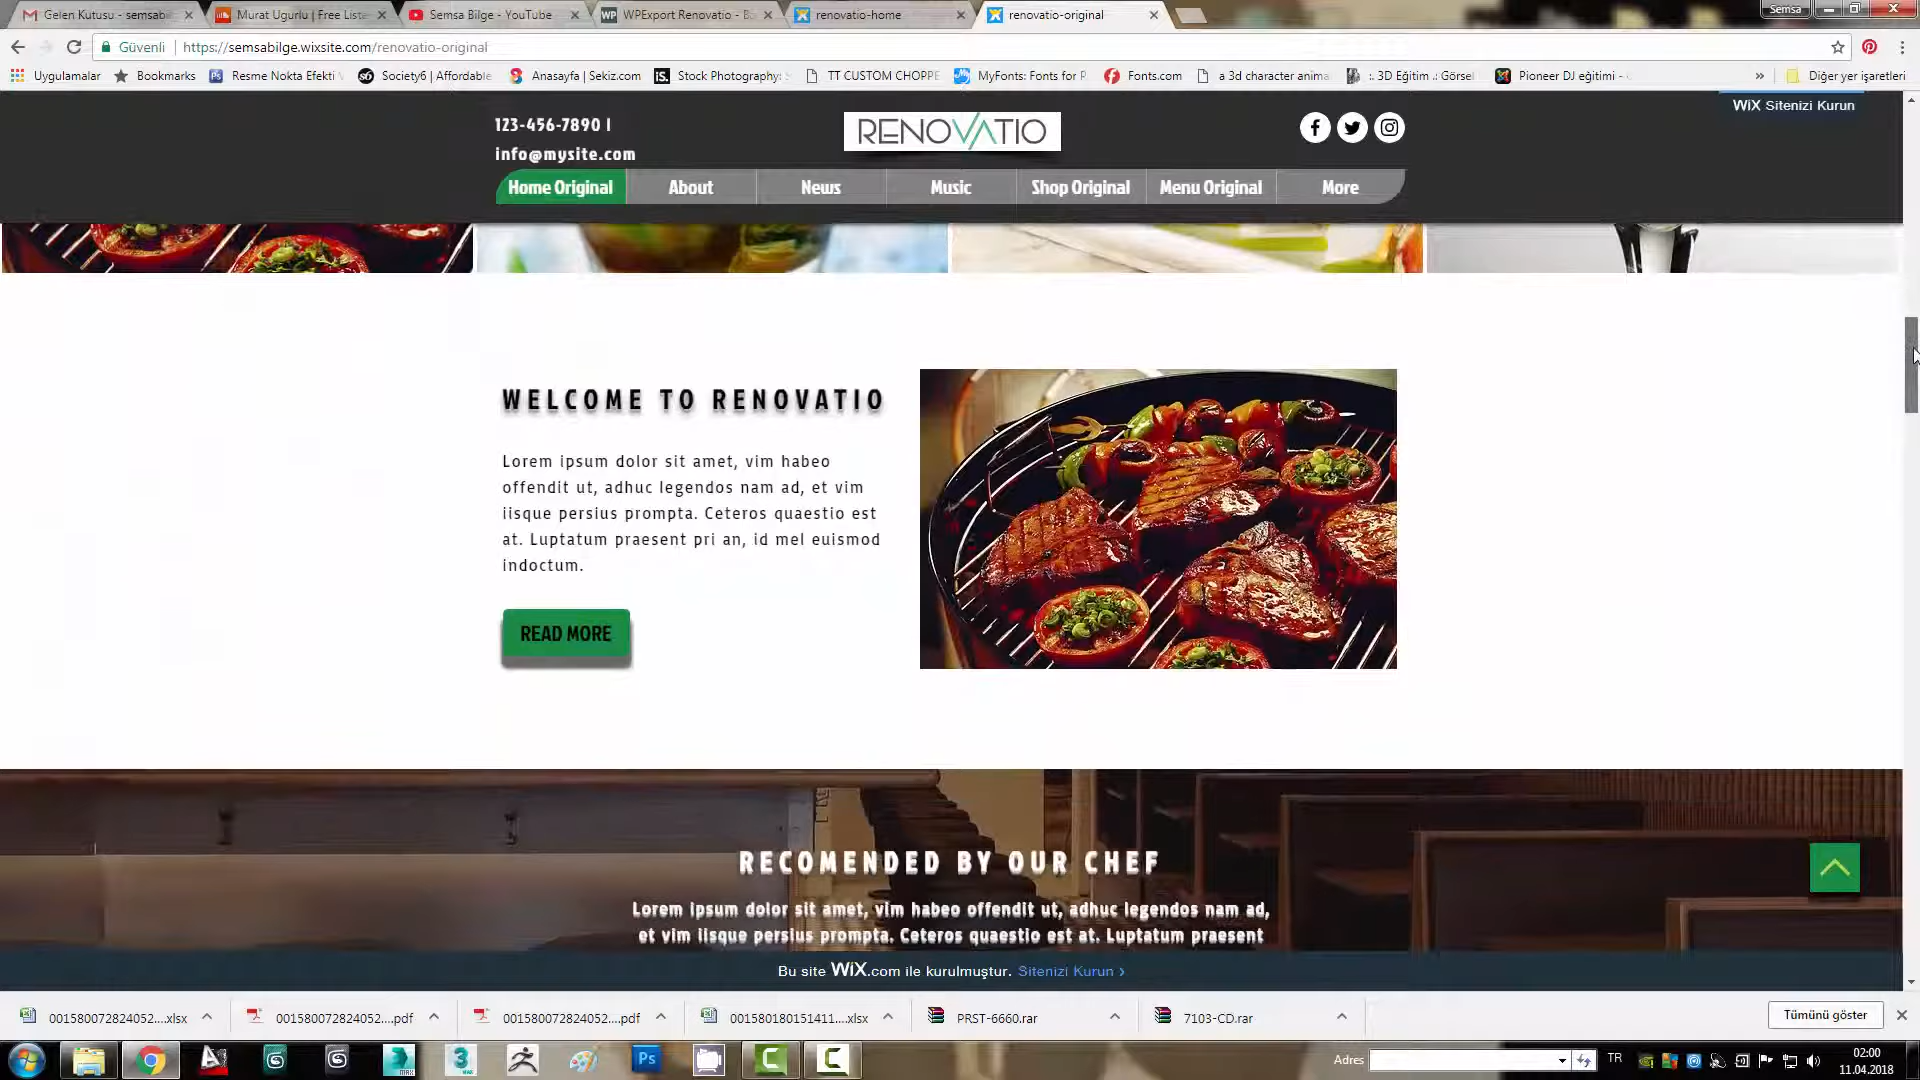 Gelen Kutusu - semsabi
Murat Ugurlu | Free Liste
Semsa Bilge - YouTube
WPExport Renovatio - Bo
renovatio-home
renovatio-original
Semsa
Güvenli
https://semsabilge.wixsite.com/renovatio-original
Uygulamalar
Bookmarks
Resme Nokta Efekti
Society6 | Affordable
Anasayfa | Sekiz.com
Stock Photography:
TT CUSTOM CHOPPE
MyFonts: Fonts for P
Fonts.com
a 3d character anima
:. 3D Eğitim .: Görsel
Pioneer DJ eğitimi -
Diğer yer işaretleri
WiX Sitenizi Kurun
123-456-7890 |
info@mysite.com
RENOVATIO
Home Original
About
News
Music
Shop Original
Menu Original
More
WELCOME TO RENOVATIO
Lorem ipsum dolor sit amet, vim habeo
offendit ut, adhuc legendos nam ad, et vim
iisque persius prompta. Ceteros quaestio est
at. Luptatum praesent pri an, id mel euismod
indoctum.
READ MORE
RECOMENDED BY OUR CHEF
Lorem ipsum dolor sit amet, vim habeo offendit ut, adhuc legendos nam ad,
et vim iisque persius prompta. Ceteros quaestio est at. Luptatum praesent
Bu site WiX.com ile kurulmuştur. Sitenizi Kurun ›
001580072824052....xlsx
001580072824052....pdf
001580072824052....pdf
001580180151411....xlsx
PRST-6660.rar
7103-CD.rar
Tümünü göster
Adres
TR
02:00
11.04.2018